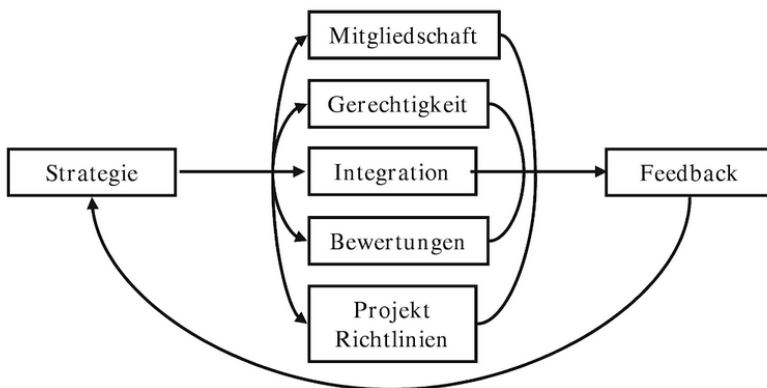 Mitgliedschaft
Gerechtigkeit
Strategie
Integration
Feedback
Bewertungen
Projekt
Richtlinien